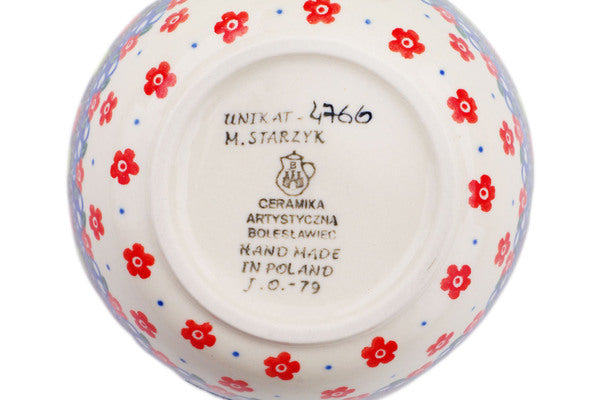 UNIKAT - 4766
M. STARZYK
B
CERAMIKA
ARTYSTYCZNA
BOLESŁAWIEC
HAND MADE
IN POLAND
J.O.-79